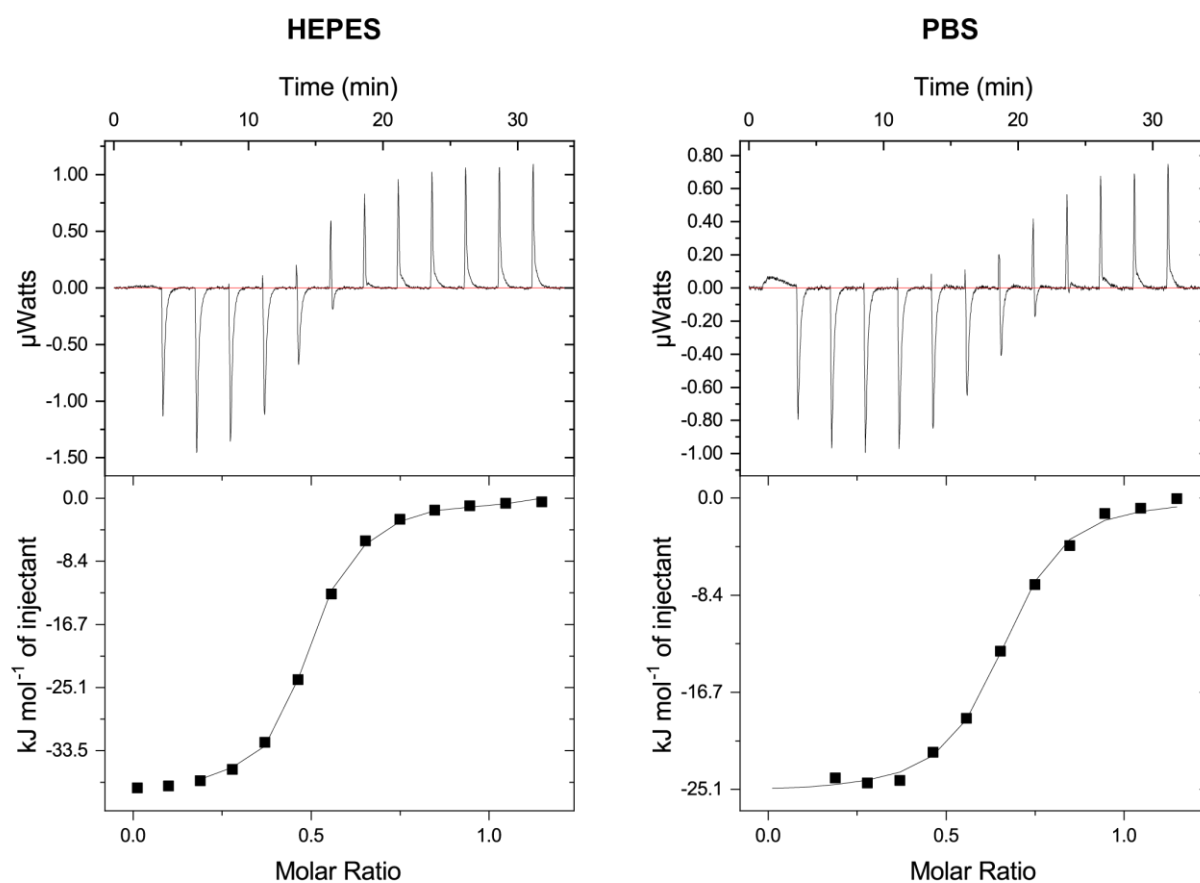 HEPES
Time (min)
0 10 20 30
1.00
0.50
0.00
-0.50
-1.00
-1.50
µWatts
0.0
-8.4
-16.7
-25.1
-33.5
kJ mol⁻¹ of injectant
0.0 0.5 1.0
Molar Ratio
PBS
Time (min)
0 10 20 30
0.80
0.60
0.40
0.20
0.00
-0.20
-0.40
-0.60
-0.80
-1.00
µWatts
0.0
-8.4
-16.7
-25.1
kJ mol⁻¹ of injectant
0.0 0.5 1.0
Molar Ratio